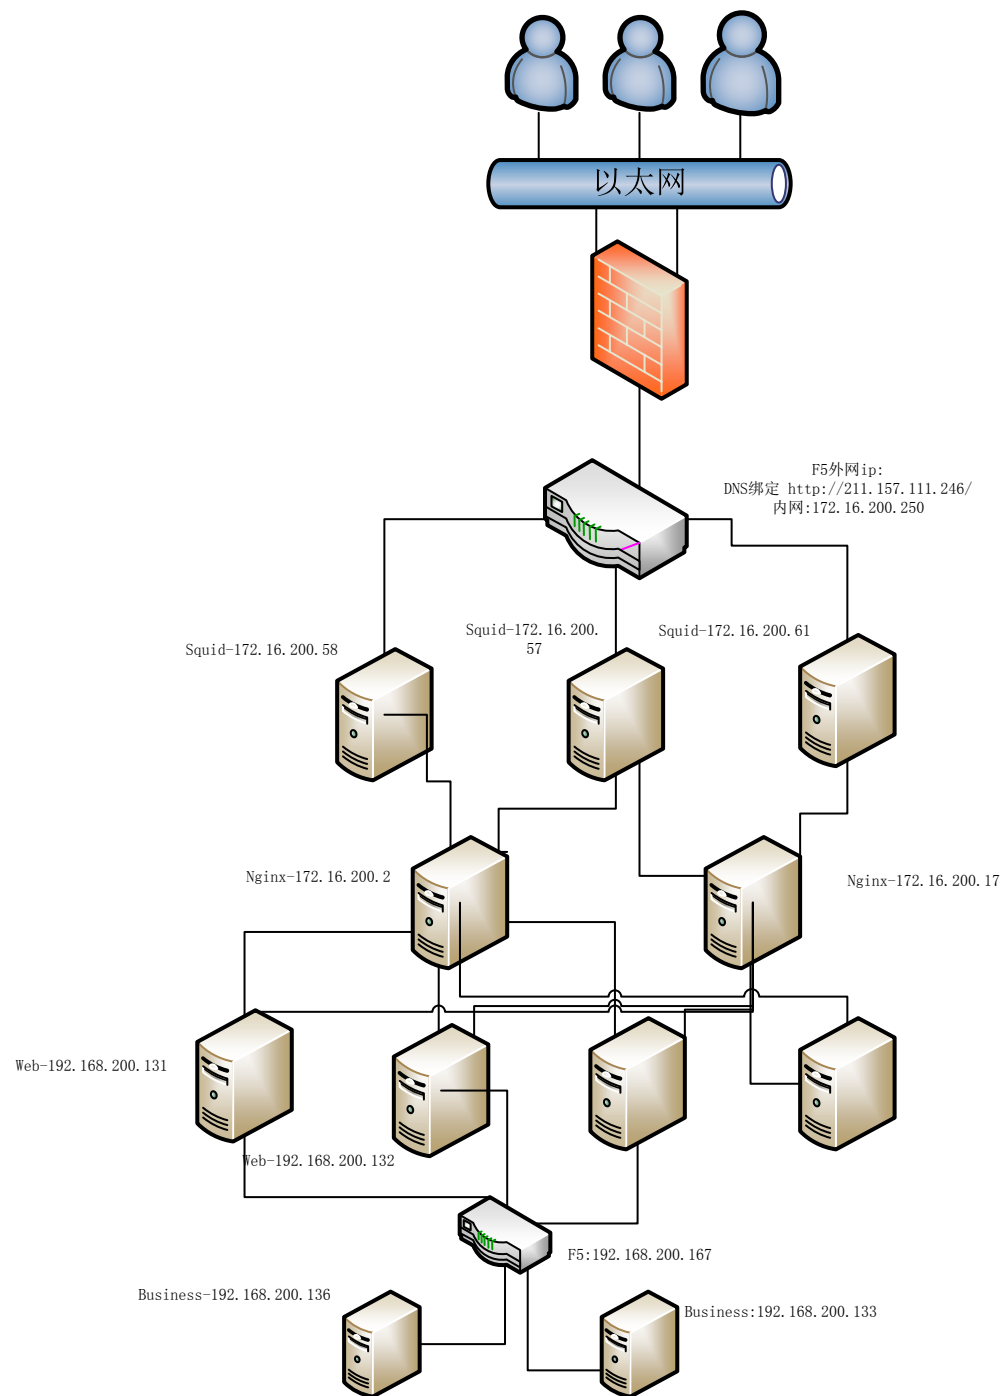 以太网
F5外网ip:
DNS绑定 http://211.157.111.246/
内网:172.16.200.250
Squid-172.16.200.58
Squid-172.16.200.
57
Squid-172.16.200.61
Nginx-172.16.200.2
Nginx-172.16.200.17
Web-192.168.200.131
Web-192.168.200.132
F5:192.168.200.167
Business-192.168.200.136
Business:192.168.200.133